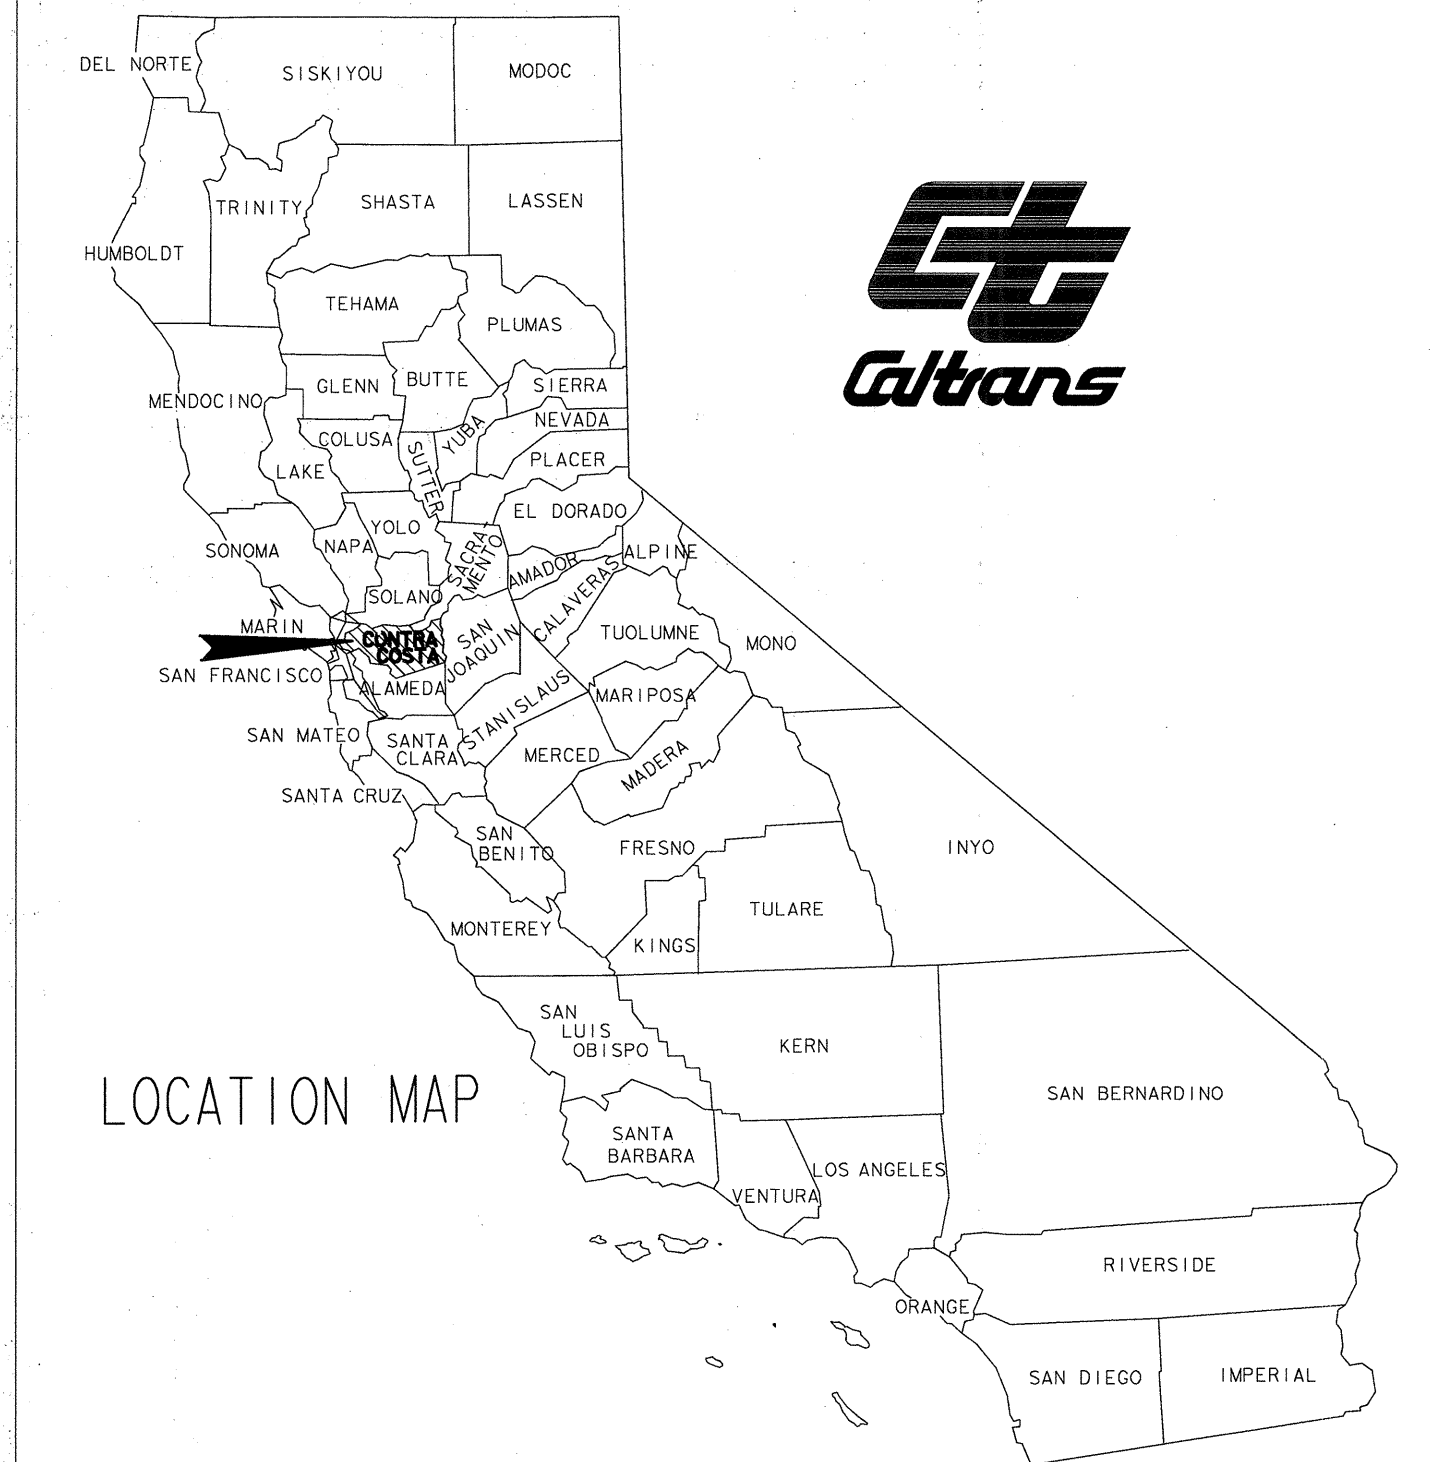 DEL NORTE
SISKIYOU
MODOC
TRINITY
SHASTA
LASSEN
HUMBOLDT
TEHAMA
PLUMAS
Caltrans
GLENN
BUTTE
SIERRA
MENDOCINO
YUBA
NEVADA
COLUSA
SUTTER
PLACER
LAKE
EL DORADO
YOLO
SONOMA
NAPA
SACRA-
MENTO
ALPINE
AMADOR
SOLANO
CALAVERAS
MARIN
CONTRA
COSTA
SAN
JOAQUIN
TUOLUMNE
MONO
SAN FRANCISCO
ALAMEDA
STANISLAUS
MARIPOSA
SAN MATEO
SANTA
CLARA
MERCED
MADERA
SANTA CRUZ
SAN
BENITO
FRESNO
INYO
MONTEREY
KINGS
TULARE
SAN
LUIS
OBISPO
KERN
LOCATION MAP
SAN BERNARDINO
SANTA
BARBARA
VENTURA
LOS ANGELES
RIVERSIDE
ORANGE
SAN DIEGO
IMPERIAL